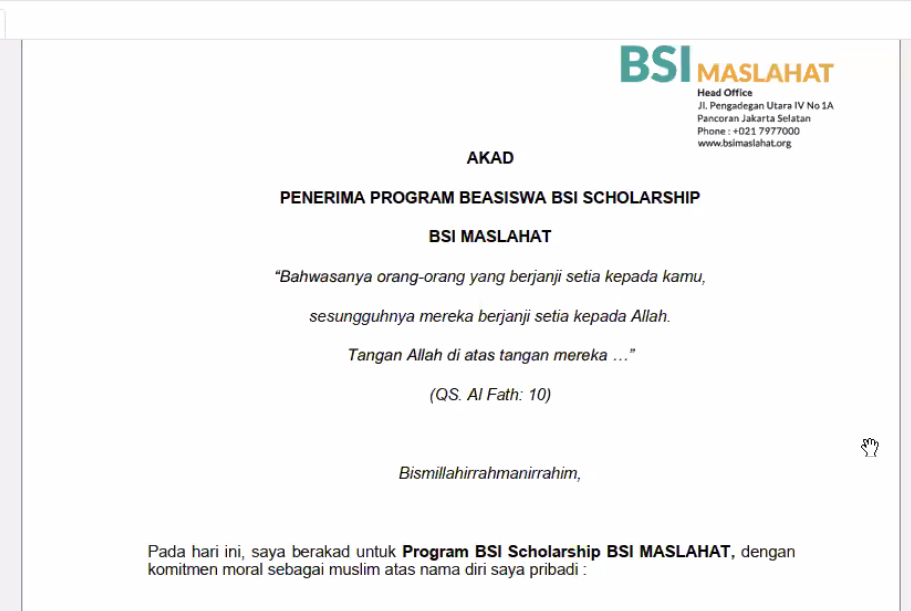 BSI MASLAHAT
Head Office
Jl. Pengadegan Utara IV No 1A
Pancoran Jakarta Selatan
Phone : +021 7977000
www.bsimaslahat.org
AKAD
PENERIMA PROGRAM BEASISWA BSI SCHOLARSHIP
BSI MASLAHAT
“Bahwasanya orang-orang yang berjanji setia kepada kamu,
sesungguhnya mereka berjanji setia kepada Allah.
Tangan Allah di atas tangan mereka …”
(QS. Al Fath: 10)
Bismillahirrahmanirrahim,
Pada hari ini, saya berakad untuk Program BSI Scholarship BSI MASLAHAT, dengan
komitmen moral sebagai muslim atas nama diri saya pribadi :